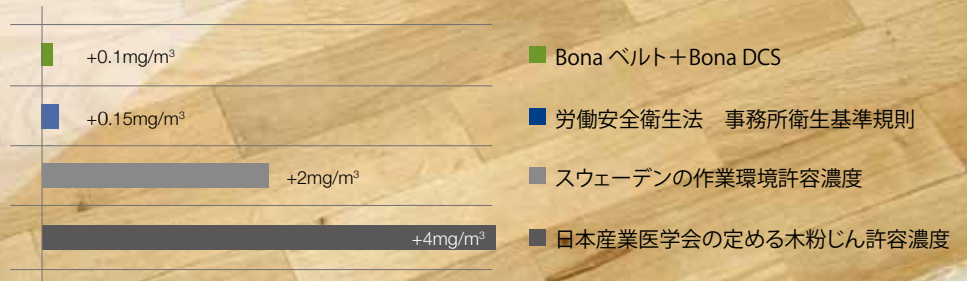 +0.1mg/m³ Bona ベルト＋Bona DCS
+0.15mg/m³ 労働安全衛生法　事務所衛生基準規則
+2mg/m³ スウェーデンの作業環境許容濃度
+4mg/m³ 日本産業医学会の定める木粉じん許容濃度